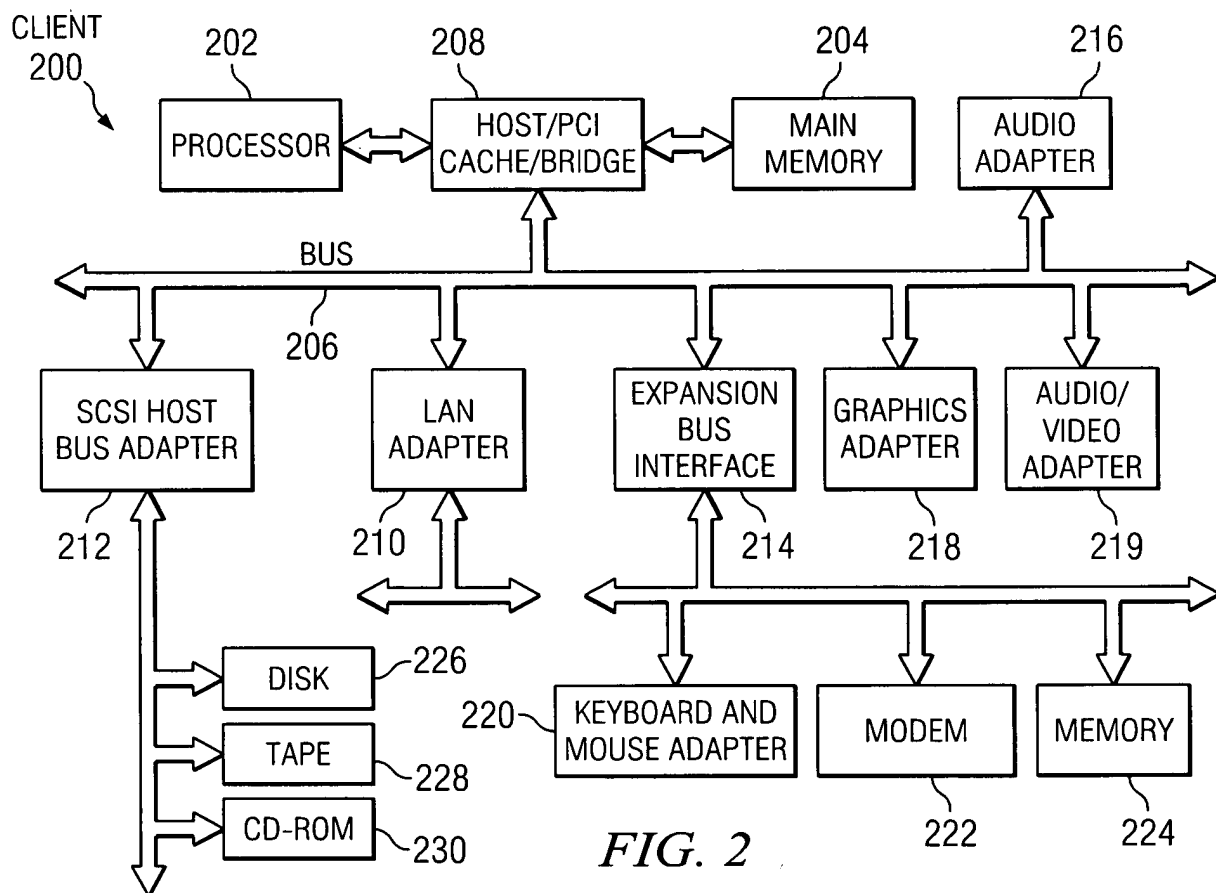 CLIENT
200
202
208
204
216
PROCESSOR
HOST/PCI
CACHE/BRIDGE
MAIN
MEMORY
AUDIO
ADAPTER
BUS
206
SCSI HOST
BUS ADAPTER
LAN
ADAPTER
EXPANSION
BUS
INTERFACE
GRAPHICS
ADAPTER
AUDIO/
VIDEO
ADAPTER
212
210
214
218
219
DISK
226
TAPE
228
CD-ROM
230
220
KEYBOARD AND
MOUSE ADAPTER
MODEM
MEMORY
222
224
FIG. 2